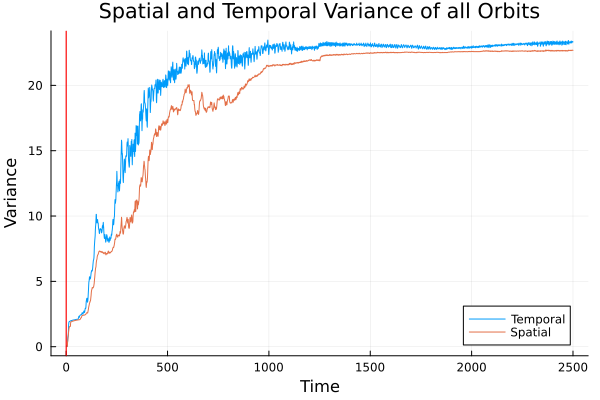 Spatial and Temporal Variance of all Orbits
Variance
20
15
10
5
0
0 500 1000 1500 2000 2500
Time
Temporal
Spatial